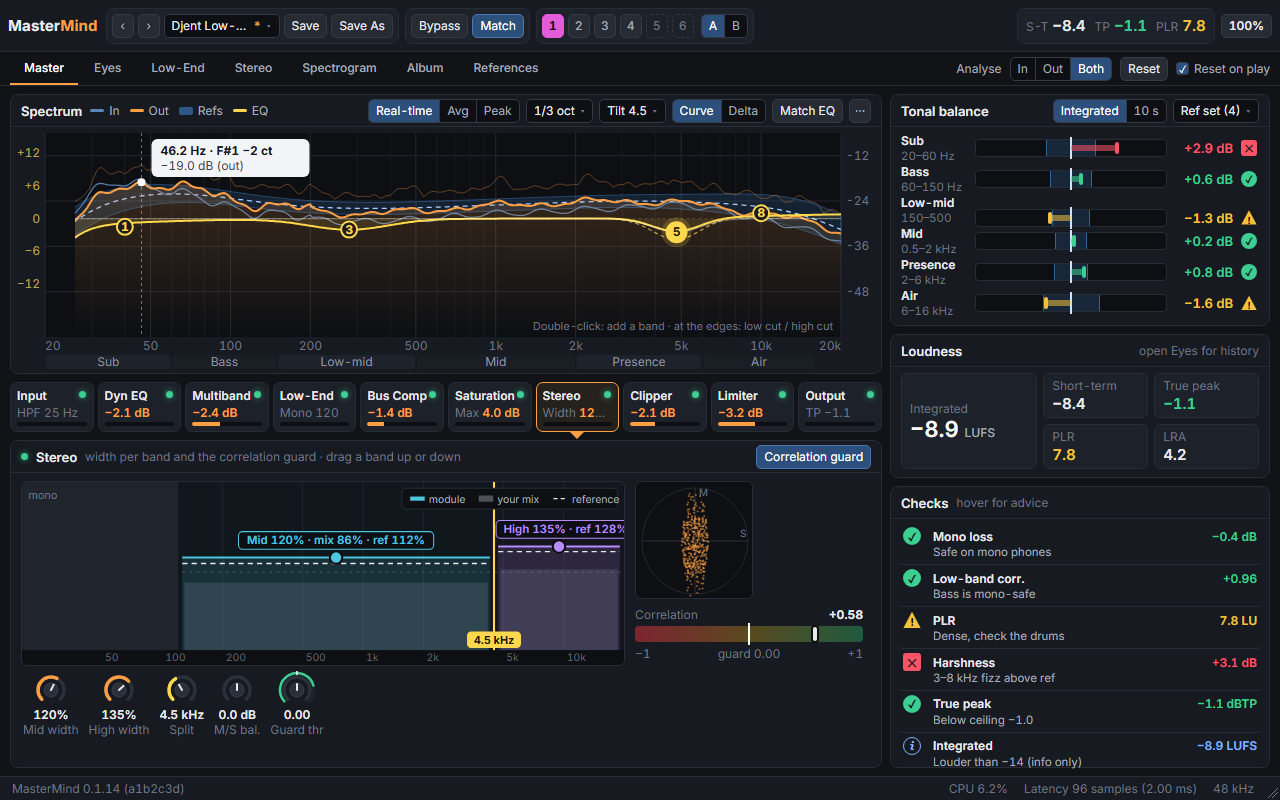 MasterMind ‹ › Djent Low-... * Save Save As Bypass Match 1 2 3 4 5 6 A B S-T −8.4 TP −1.1 PLR 7.8 100%
Master Eyes Low-End Stereo Spectrogram Album References Analyse In Out Both Reset Reset on play
Spectrum In Out Refs EQ Real-time Avg Peak 1/3 oct Tilt 4.5 Curve Delta Match EQ ...
46.2 Hz · F#1 −2 ct
−19.0 dB (out)
+12 −12
+6 −24
0 −36
−6 −48
−12
1 3 5 8
Double-click: add a band · at the edges: low cut / high cut
20 50 100 200 500 1k 2k 5k 10k 20k
Sub Bass Low-mid Mid Presence Air
Tonal balance Integrated 10 s Ref set (4)
Sub +2.9 dB
20–60 Hz
Bass +0.6 dB
60–150 Hz
Low-mid −1.3 dB
150–500
Mid +0.2 dB
0.5–2 kHz
Presence +0.8 dB
2–6 kHz
Air −1.6 dB
6–16 kHz
Input Dyn EQ Multiband Low-End Bus Comp Saturation Stereo Clipper Limiter Output
HPF 25 Hz −2.1 dB −2.4 dB Mono 120 −1.4 dB Max 4.0 dB Width 12... −2.1 dB −3.2 dB TP −1.1
Loudness open Eyes for history
Integrated
−8.9 LUFS
Short-term
−8.4
True peak
−1.1
PLR
7.8
LRA
4.2
Stereo width per band and the correlation guard · drag a band up or down Correlation guard
mono module your mix reference
Mid 120% · mix 86% · ref 112%
High 135% · ref 128%
4.5 kHz
50 100 200 500 1k 2k 5k 10k
M
S
Correlation +0.58
−1 guard 0.00 +1
120% 135% 4.5 kHz 0.0 dB 0.00
Mid width High width Split M/S bal. Guard thr
Checks hover for advice
Mono loss −0.4 dB
Safe on mono phones
Low-band corr. +0.96
Bass is mono-safe
PLR 7.8 LU
Dense, check the drums
Harshness +3.1 dB
3–8 kHz fizz above ref
True peak −1.1 dBTP
Below ceiling −1.0
i Integrated −8.9 LUFS
Louder than −14 (info only)
MasterMind 0.1.14 (a1b2c3d) CPU 6.2% Latency 96 samples (2.00 ms) 48 kHz